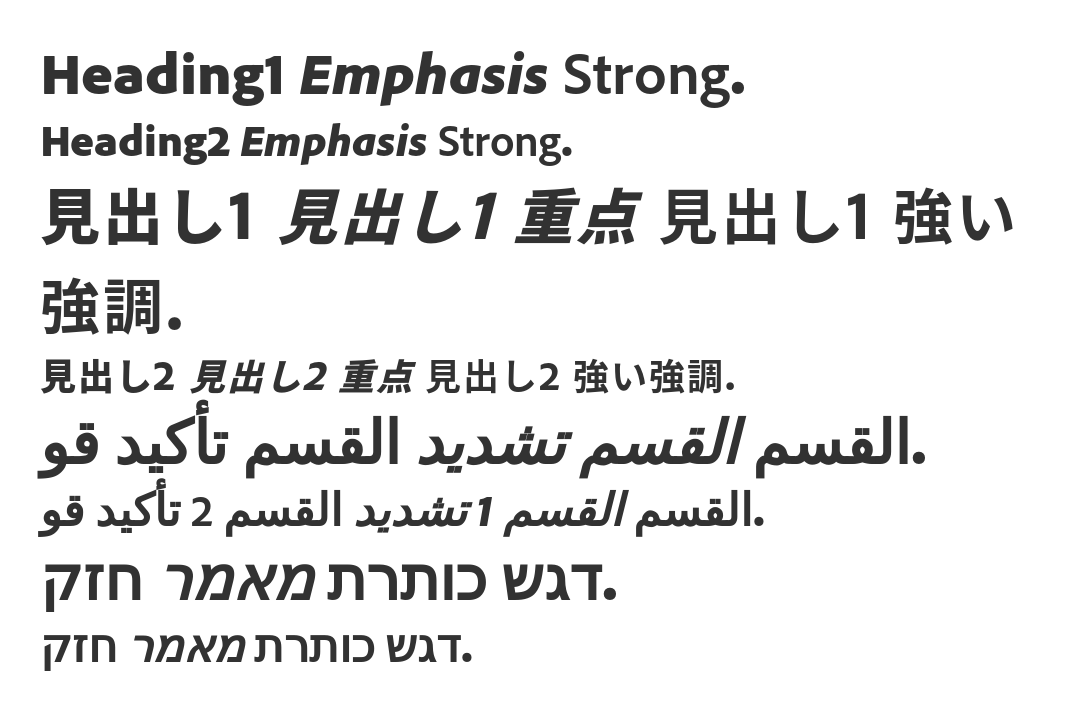 Heading1 Emphasis Strong.
Heading2 Emphasis Strong.
見出し1 見出し1 重点 見出し1 強い
強調.
見出し2 見出し2 重点 見出し2 強い強調.
القسم القسم تشديد القسم تأكيد قو.
القسم القسم 1 تشديد القسم 2 تأكيد قو.
דגש כותרת מאמר חזק.
דגש כותרת מאמר חזק.